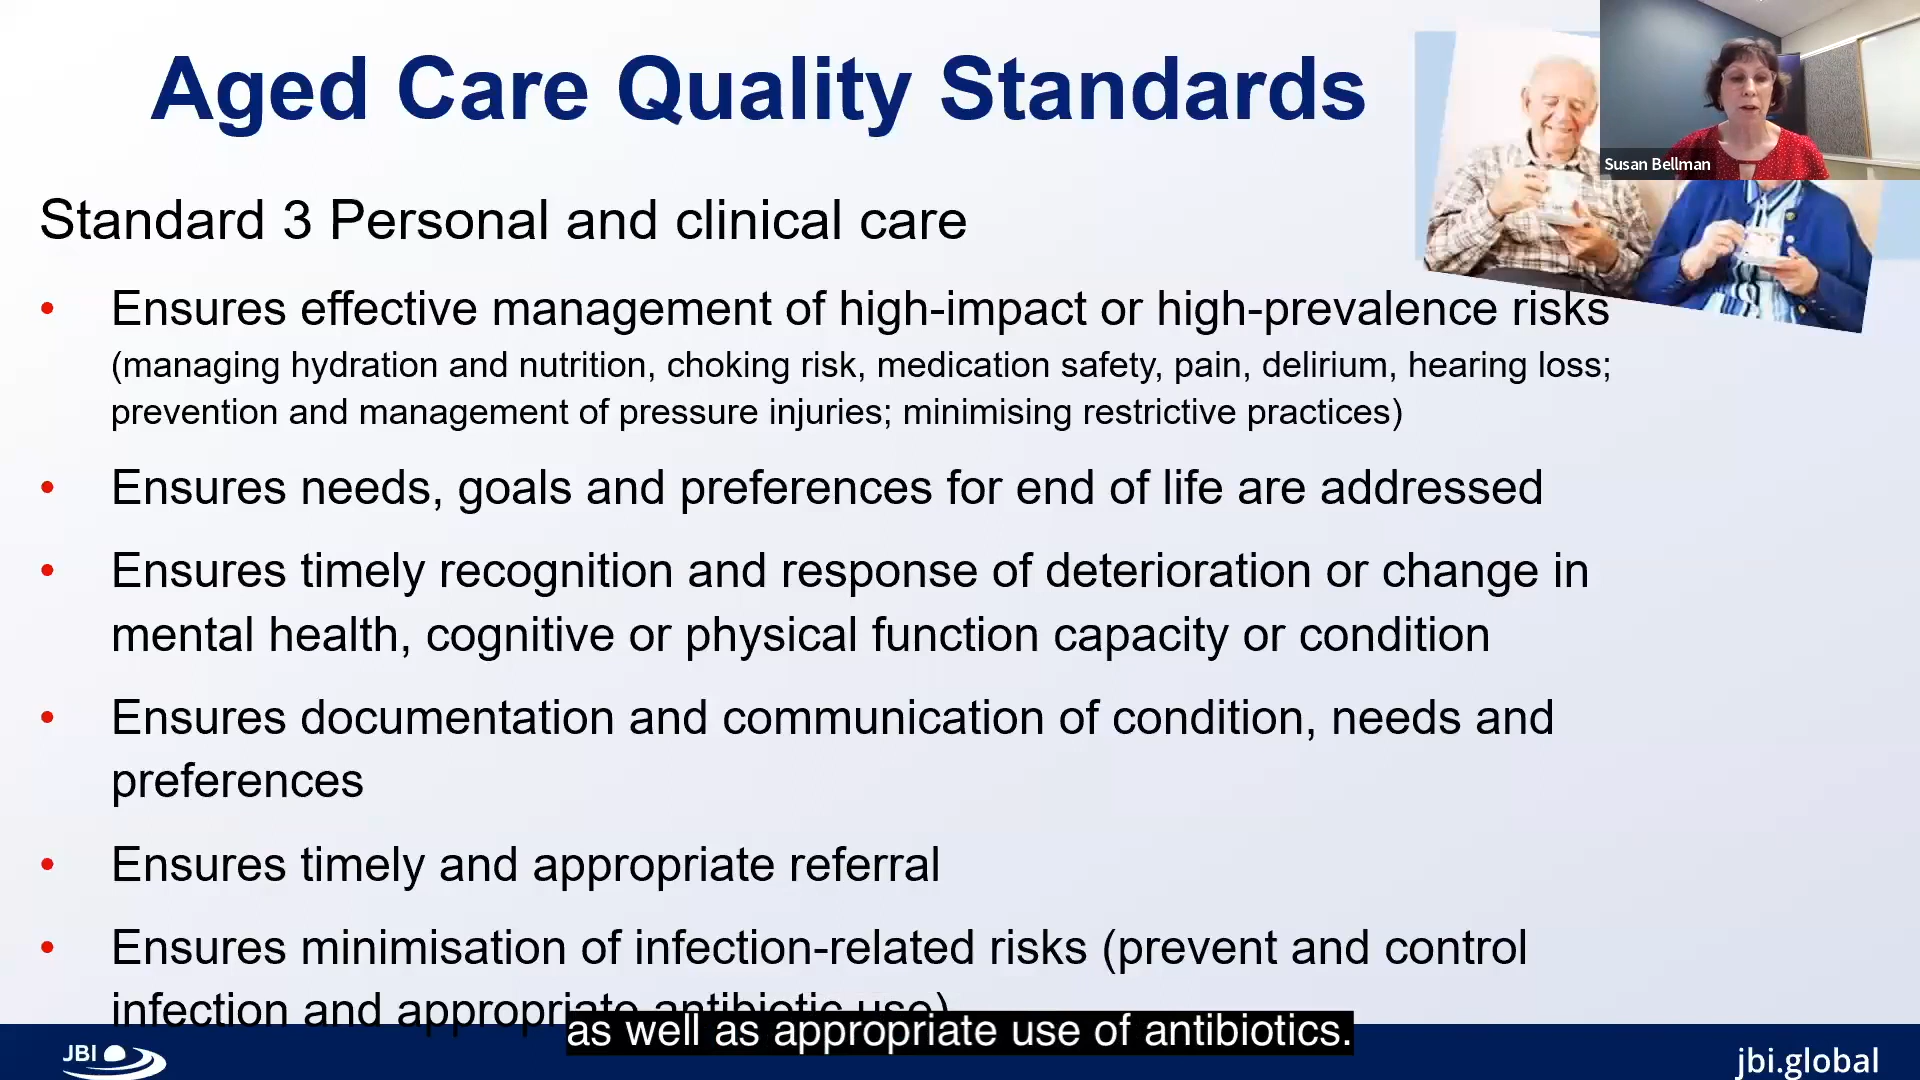 Aged Care Quality Standards
Susan Bellman
Standard 3 Personal and clinical care
• Ensures effective management of high-impact or high-prevalence risks
(managing hydration and nutrition, choking risk, medication safety, pain, delirium, hearing loss;
prevention and management of pressure injuries; minimising restrictive practices)
• Ensures needs, goals and preferences for end of life are addressed
• Ensures timely recognition and response of deterioration or change in
mental health, cognitive or physical function capacity or condition
• Ensures documentation and communication of condition, needs and
preferences
• Ensures timely and appropriate referral
• Ensures minimisation of infection-related risks (prevent and control
infection and appropriate antibiotic use)
as well as appropriate use of antibiotics.
JBI
jbi.global